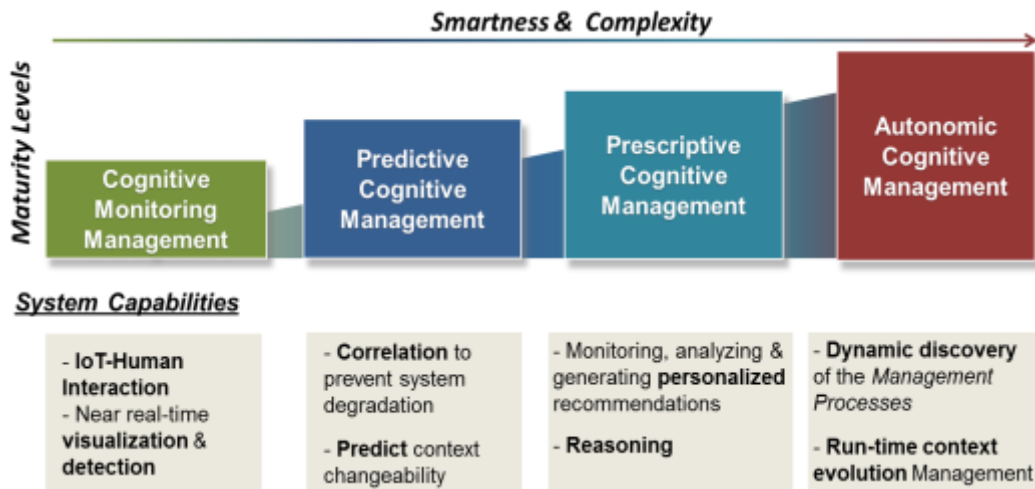 Smartness & Complexity
Maturity Levels
Cognitive
Monitoring
Management
Predictive
Cognitive
Management
Prescriptive
Cognitive
Management
Autonomic
Cognitive
Management
System Capabilities
- IoT-Human
Interaction
- Near real-time
visualization &
detection
- Correlation to
prevent system
degradation
- Predict context
changeability
- Monitoring, analyzing &
generating personalized
recommendations
- Reasoning
- Dynamic discovery
of the Management
Processes
- Run-time context
evolution Management